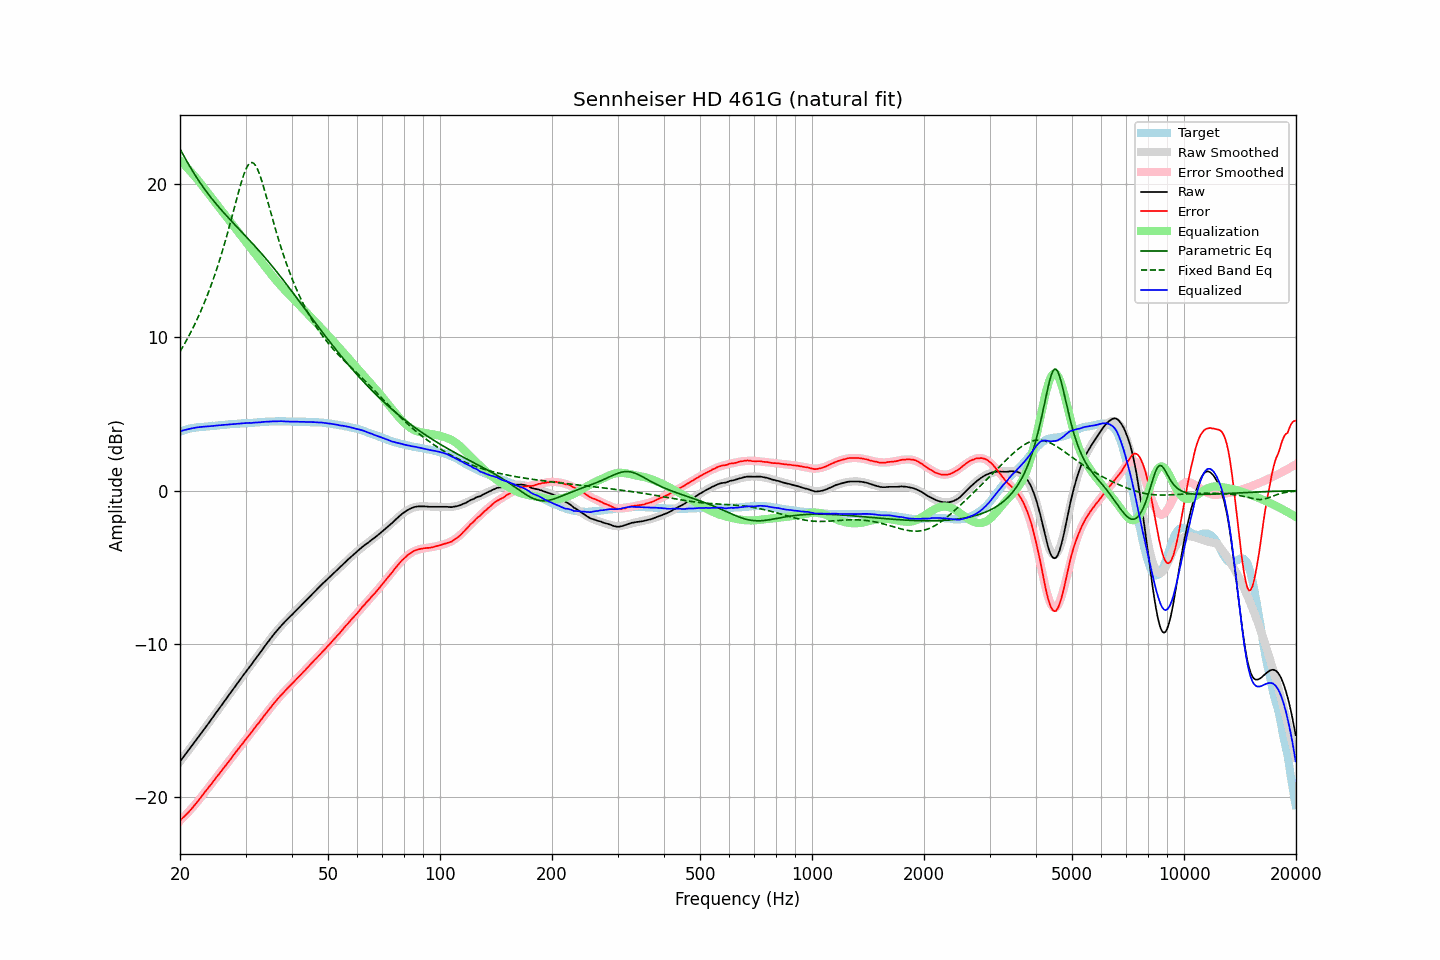 Sennheiser HD 461G (natural fit)
Target
Raw Smoothed
Error Smoothed
Raw
Error
Equalization
Parametric Eq
Fixed Band Eq
Equalized
Amplitude (dBr)
20
10
0
−10
−20
20 50 100 200 500 1000 2000 5000 10000 20000
Frequency (Hz)